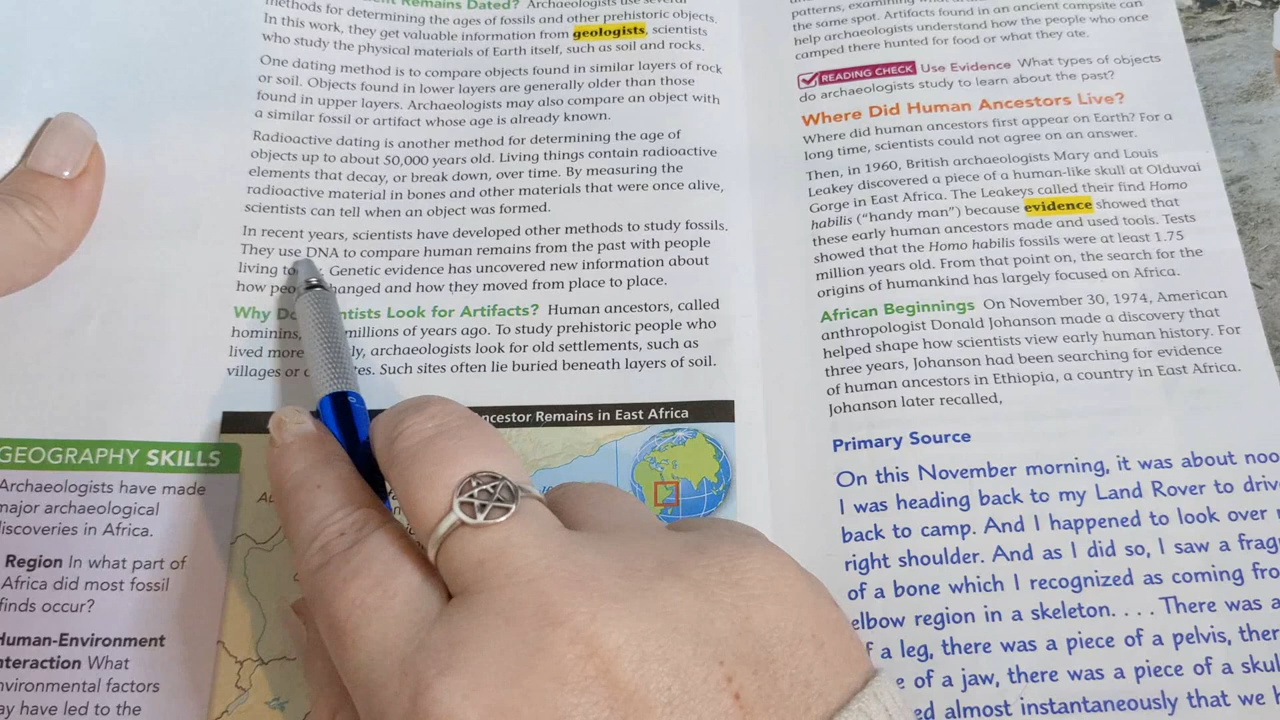 ent Remains Dated? Archaeologists use several
methods for determining the ages of fossils and other prehistoric objects.
In this work, they get valuable information from geologists, scientists
who study the physical materials of Earth itself, such as soil and rocks.
One dating method is to compare objects found in similar layers of rock
or soil. Objects found in lower layers are generally older than those
found in upper layers. Archaeologists may also compare an object with
a similar fossil or artifact whose age is already known.
Radioactive dating is another method for determining the age of
objects up to about 50,000 years old. Living things contain radioactive
elements that decay, or break down, over time. By measuring the
radioactive material in bones and other materials that were once alive,
scientists can tell when an object was formed.
In recent years, scientists have developed other methods to study fossils.
They use DNA to compare human remains from the past with people
living Genetic evidence has uncovered new information about
how hanged and how they moved from place to place.
Why Do ntists Look for Artifacts? Human ancestors, called
hominins, millions of years ago. To study prehistoric people who
lived more ly, archaeologists look for old settlements, such as
villages or tes. Such sites often lie buried beneath layers of soil.
ncestor Remains in East Africa
GEOGRAPHY SKILLS
Archaeologists have made
major archaeological
iscoveries in Africa.
Region In what part of
Africa did most fossil
finds occur?
Human-Environment
nteraction What
nvironmental factors
ay have led to the
patterns, examining
the same spot. Artifacts found in an ancient campsite can
help archaeologists understand how the people who once
camped there hunted for food or what they ate.
READING CHECK Use Evidence What types of objects
do archaeologists study to learn about the past?
Where Did Human Ancestors Live?
Where did human ancestors first appear on Earth? For a
long time, scientists could not agree on an answer.
Then, in 1960, British archaeologists Mary and Louis
Leakey discovered a piece of a human-like skull at Olduvai
Gorge in East Africa. The Leakeys called their find Homo
habilis ("handy man") because evidence showed that
these early human ancestors made and used tools. Tests
showed that the Homo habilis fossils were at least 1.75
million years old. From that point on, the search for the
origins of humankind has largely focused on Africa.
African Beginnings On November 30, 1974, American
anthropologist Donald Johanson made a discovery that
helped shape how scientists view early human history. For
three years, Johanson had been searching for evidence
of human ancestors in Ethiopia, a country in East Africa.
Johanson later recalled,
Primary Source
On this November morning, it was about noo
I was heading back to my Land Rover to driv
back to camp. And I happened to look over
right shoulder. And as I did so, I saw a frag
of a bone which I recognized as coming fro
elbow region in a skeleton. . . . There was a
f a leg, there was a piece of a pelvis, ther
e of a jaw, there was a piece of a skul
ed almost instantaneously that we h